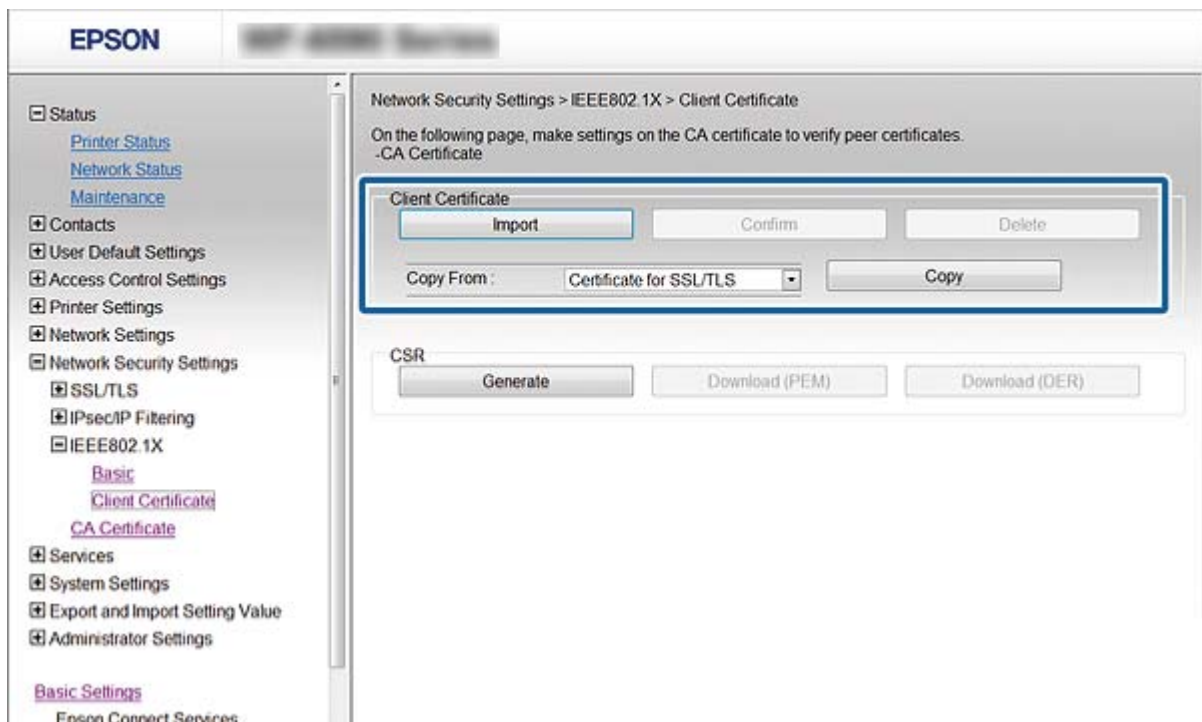 EPSON
Status
Printer Status
Network Status
Maintenance
Contacts
User Default Settings
Access Control Settings
Printer Settings
Network Settings
Network Security Settings
SSL/TLS
IPsec/IP Filtering
IEEE802.1X
Basic
Client Certificate
CA Certificate
Services
System Settings
Export and Import Setting Value
Administrator Settings
Basic Settings
Epson Connect Services
Network Security Settings > IEEE802.1X > Client Certificate
On the following page, make settings on the CA certificate to verify peer certificates.
-CA Certificate
Client Certificate
Import Confirm Delete
Copy From : Certificate for SSL/TLS Copy
CSR
Generate Download (PEM) Download (DER)